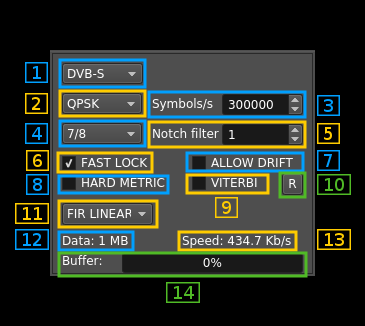 1 DVB-S
2 QPSK Symbols/s 300000 3
4 7/8 Notch filter 1 5
6 FAST LOCK ALLOW DRIFT 7
8 HARD METRIC VITERBI R 10
9
11 FIR LINEAR
12 Data: 1 MB Speed: 434.7 Kb/s 13
Buffer: 0%
14